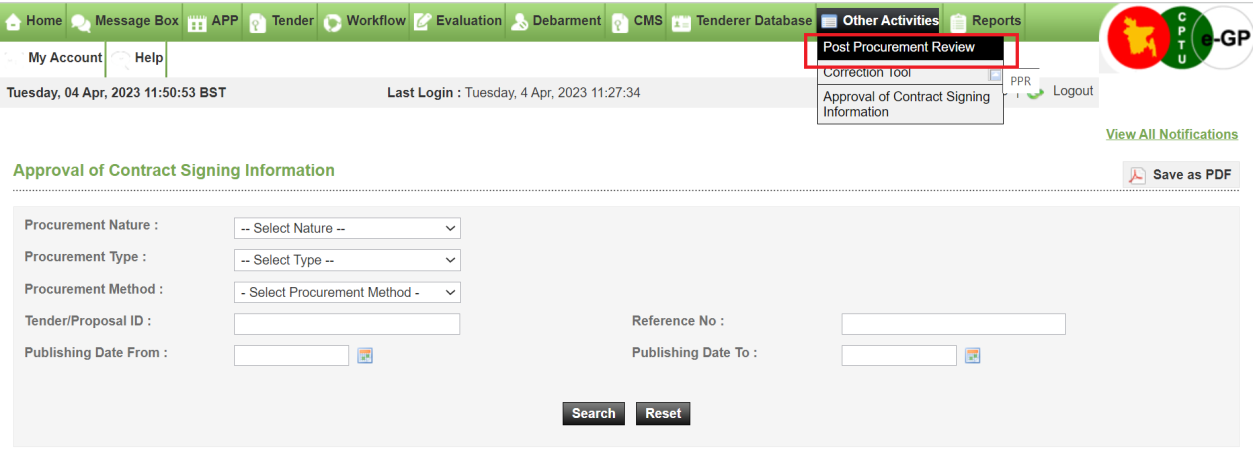 Home Message Box APP Tender Workflow Evaluation Debarment CMS Tenderer Database Other Activities Reports
My Account Help
Post Procurement Review
Correction Tool
PPR
Approval of Contract Signing
Information
Tuesday, 04 Apr, 2023 11:50:53 BST Last Login : Tuesday, 4 Apr, 2023 11:27:34 Logout
CPTU e-GP
View All Notifications
Approval of Contract Signing Information Save as PDF
Procurement Nature : -- Select Nature --
Procurement Type : -- Select Type --
Procurement Method : - Select Procurement Method -
Tender/Proposal ID : Reference No :
Publishing Date From : Publishing Date To :
Search Reset